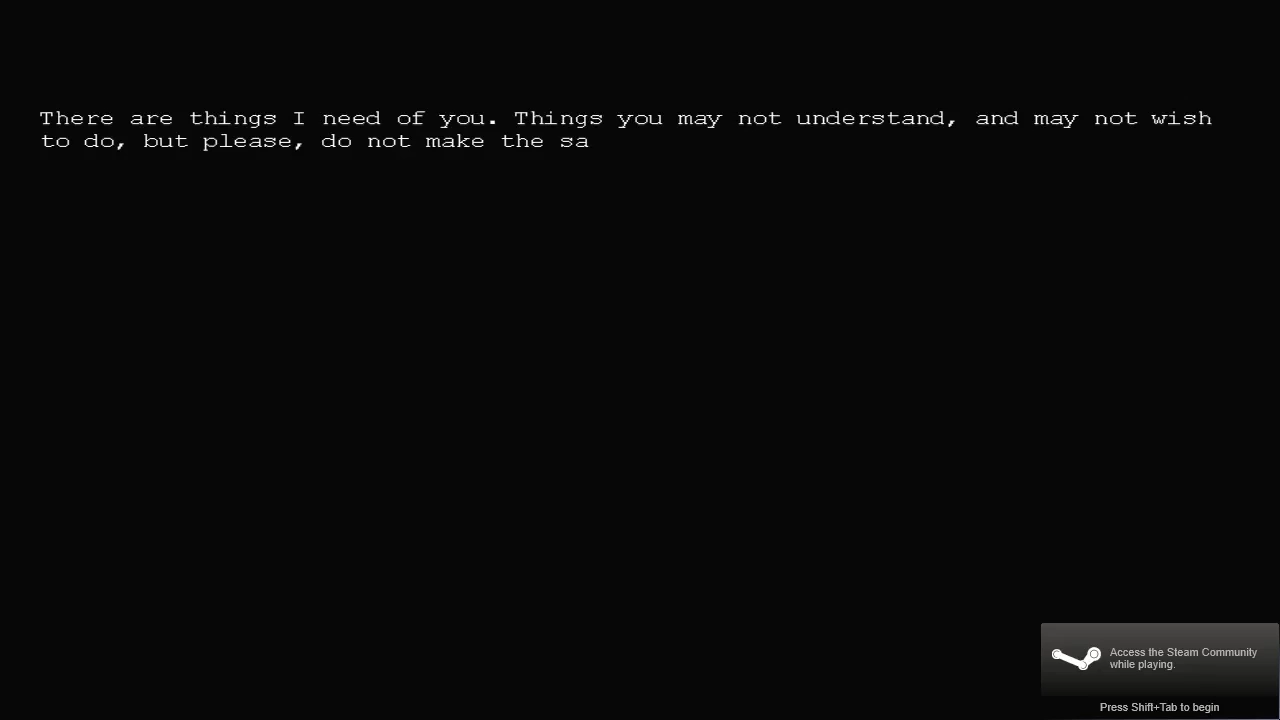 There are things I need of you. Things you may not understand, and may not wish
to do, but please, do not make the sa
Access the Steam Community
while playing.
Press Shift+Tab to begin